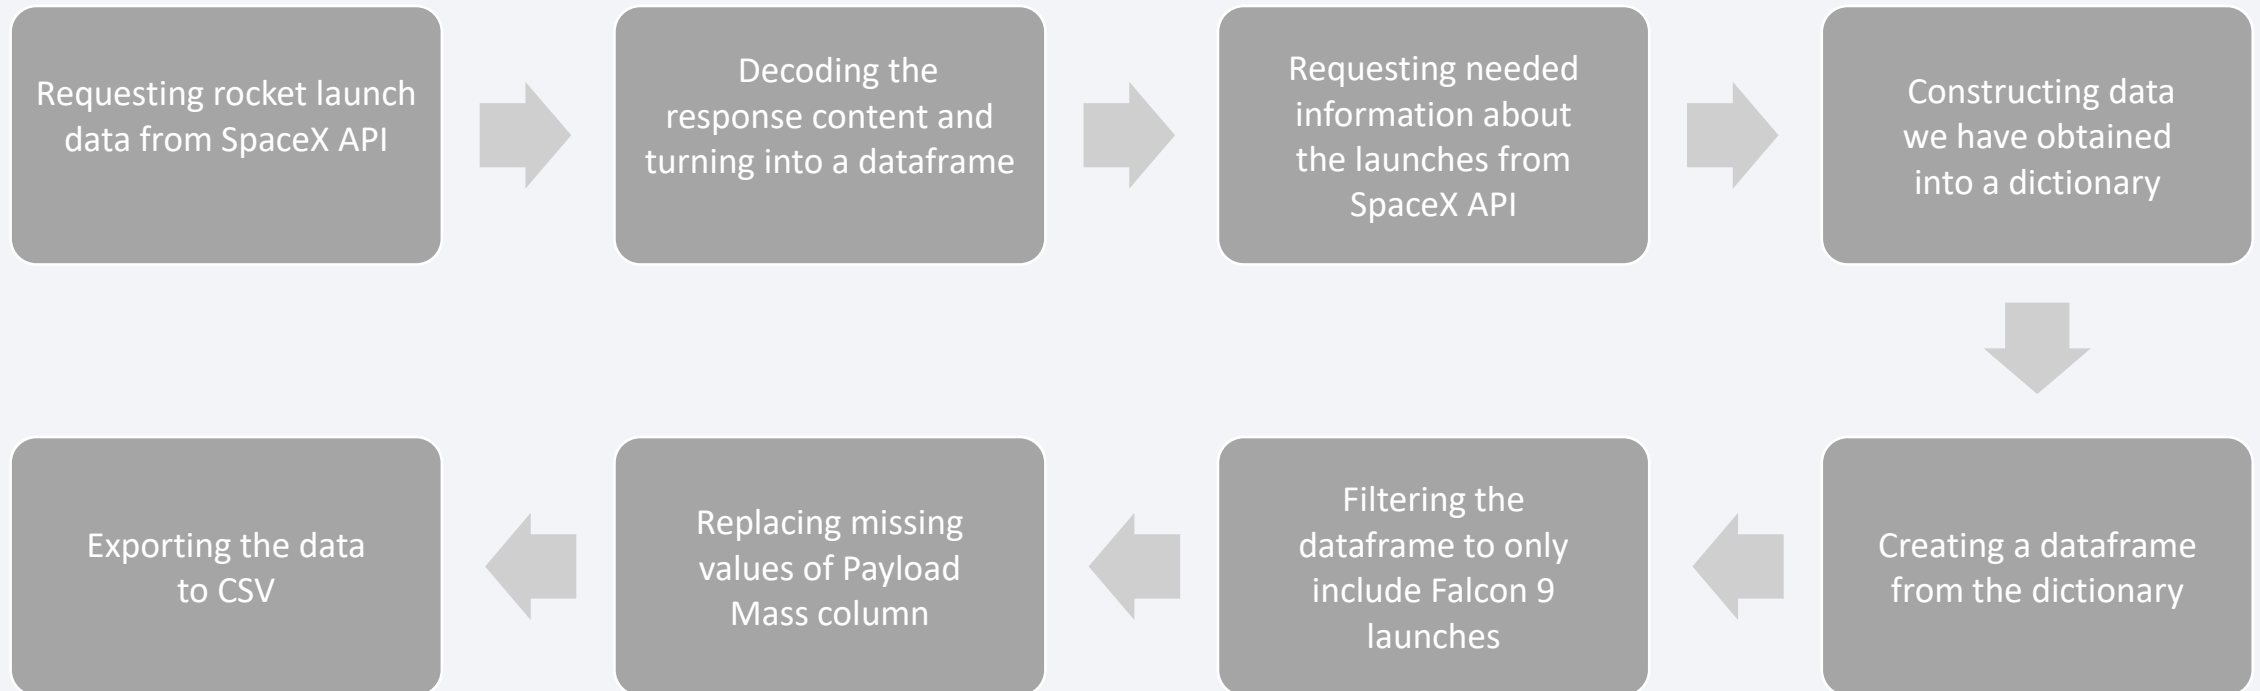 Requesting rocket launch
data from SpaceX API
Decoding the
response content and
turning into a dataframe
Requesting needed
information about
the launches from
SpaceX API
Constructing data
we have obtained
into a dictionary
Creating a dataframe
from the dictionary
Filtering the
dataframe to only
include Falcon 9
launches
Replacing missing
values of Payload
Mass column
Exporting the data
to CSV